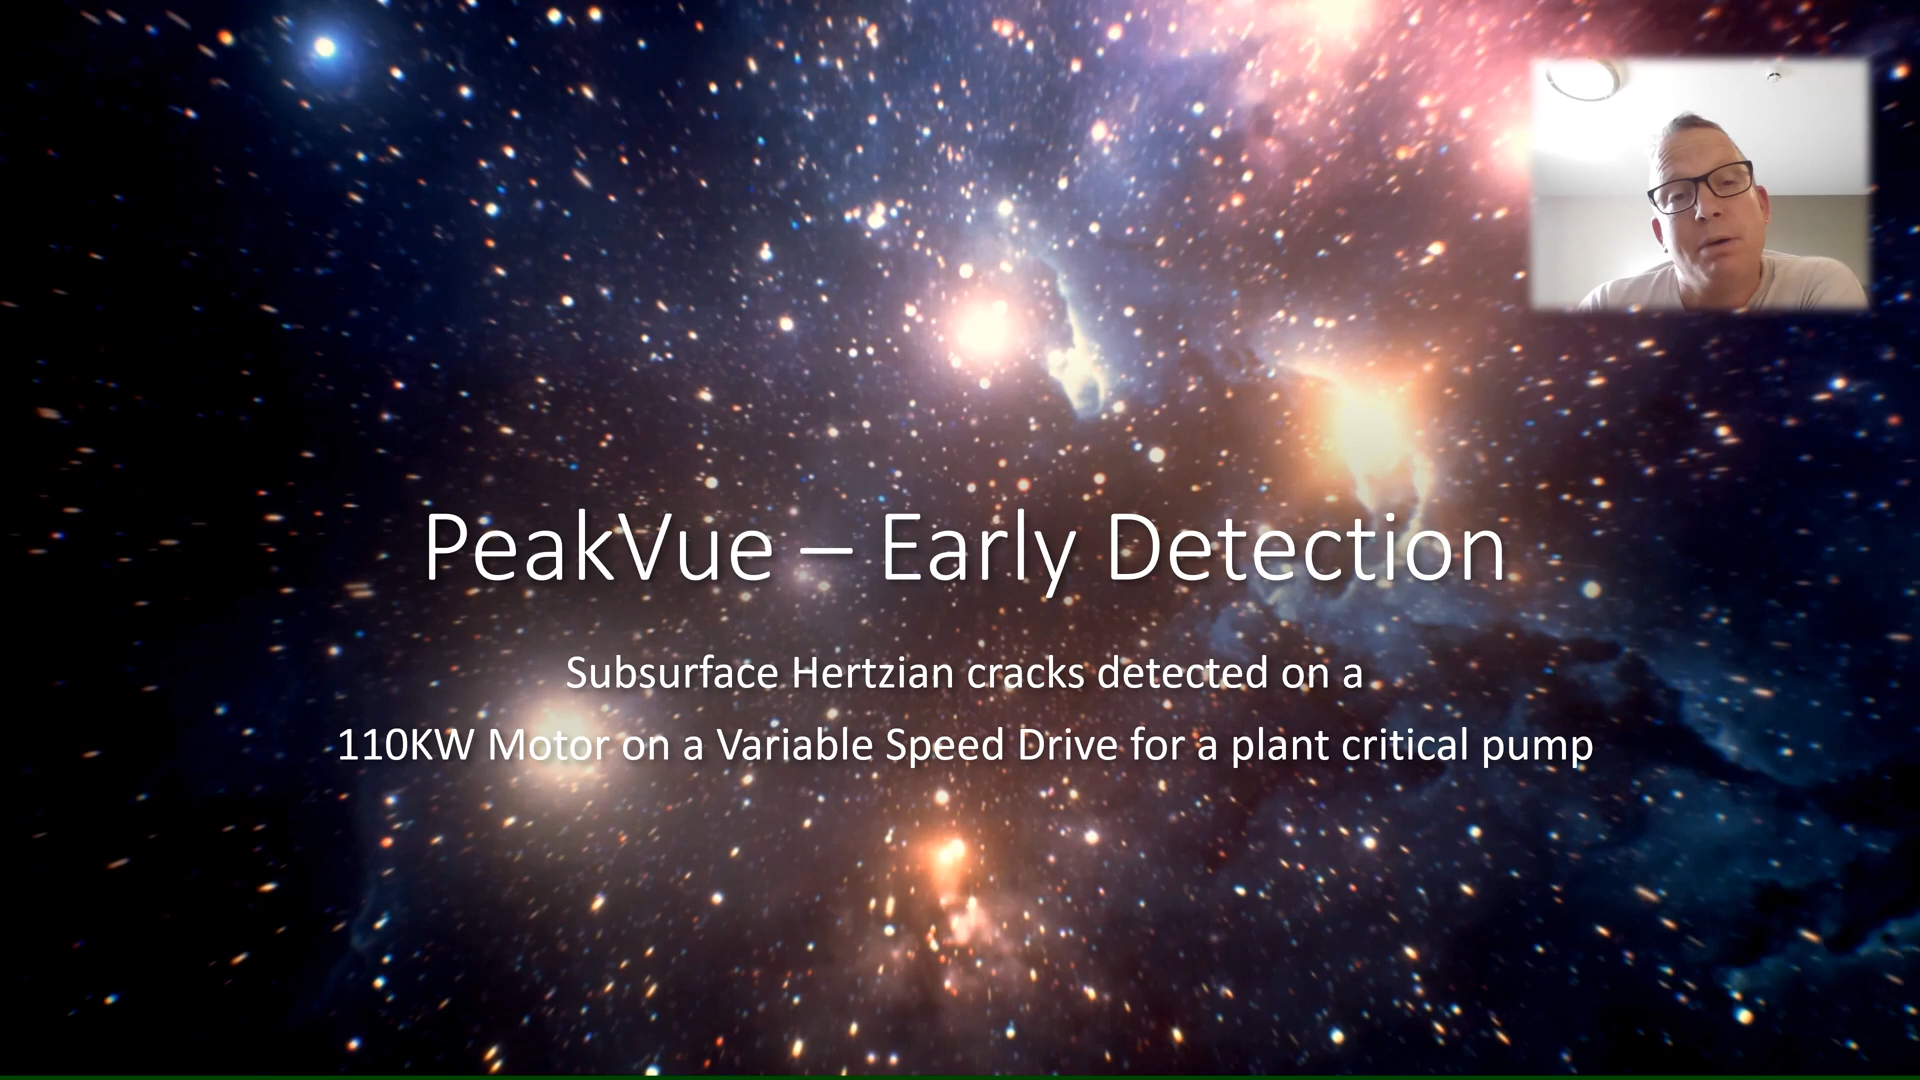 PeakVue – Early Detection
Subsurface Hertzian cracks detected on a
110KW Motor on a Variable Speed Drive for a plant critical pump